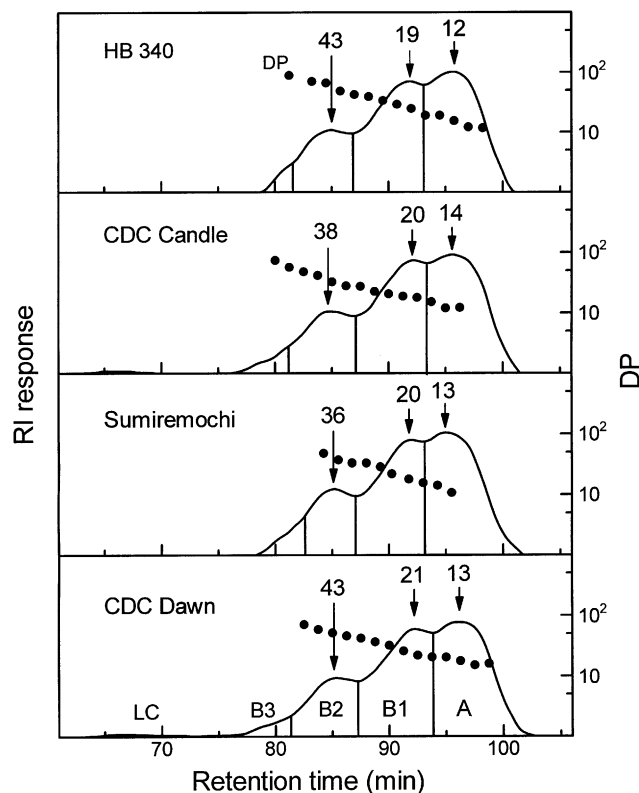 HB 340
43
19
12
DP
10²
10
CDC Candle
38
20
14
10²
10
Sumiremochi
36
20
13
10²
10
CDC Dawn
43
21
13
10²
10
LC
B3
B2
B1
A
70
80
90
100
Retention time (min)
RI response
DP